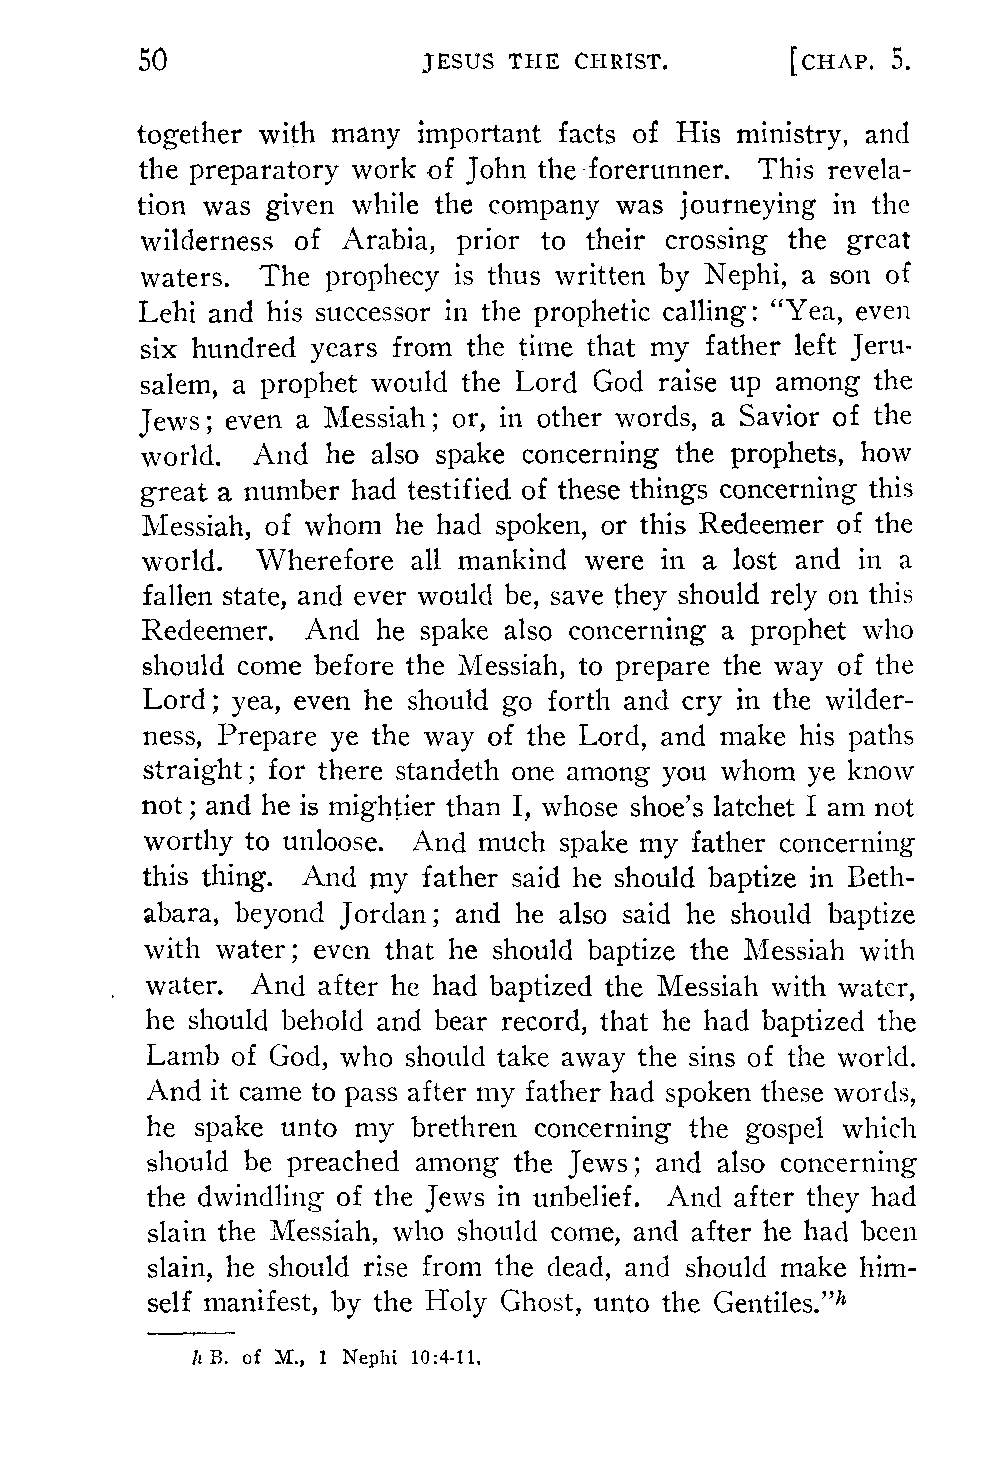 50 JESUS THE CHRIST. [CHAP. 5.
together with many important facts of His ministry, and
the preparatory work of John the forerunner. This revela-
tion was given while the company was journeying in the
wilderness of Arabia, prior to their crossing the great
waters. The prophecy is thus written by Nephi, a son of
Lehi and his successor in the prophetic calling: “Yea, even
six hundred years from the time that my father left Jeru-
salem, a prophet would the Lord God raise up among the
Jews; even a Messiah; or, in other words, a Savior of the
world. And he also spake concerning the prophets, how
great a number had testified of these things concerning this
Messiah, of whom he had spoken, or this Redeemer of the
world. Wherefore all mankind were in a lost and in a
fallen state, and ever would be, save they should rely on this
Redeemer. And he spake also concerning a prophet who
should come before the Messiah, to prepare the way of the
Lord; yea, even he should go forth and cry in the wilder-
ness, Prepare ye the way of the Lord, and make his paths
straight; for there standeth one among you whom ye know
not; and he is mightier than I, whose shoe’s latchet I am not
worthy to unloose. And much spake my father concerning
this thing. And my father said he should baptize in Beth-
abara, beyond Jordan; and he also said he should baptize
with water; even that he should baptize the Messiah with
water. And after he had baptized the Messiah with water,
he should behold and bear record, that he had baptized the
Lamb of God, who should take away the sins of the world.
And it came to pass after my father had spoken these words,
he spake unto my brethren concerning the gospel which
should be preached among the Jews; and also concerning
the dwindling of the Jews in unbelief. And after they had
slain the Messiah, who should come, and after he had been
slain, he should rise from the dead, and should make him-
self manifest, by the Holy Ghost, unto the Gentiles.”h
h B. of M., 1 Nephi 10:4-11.